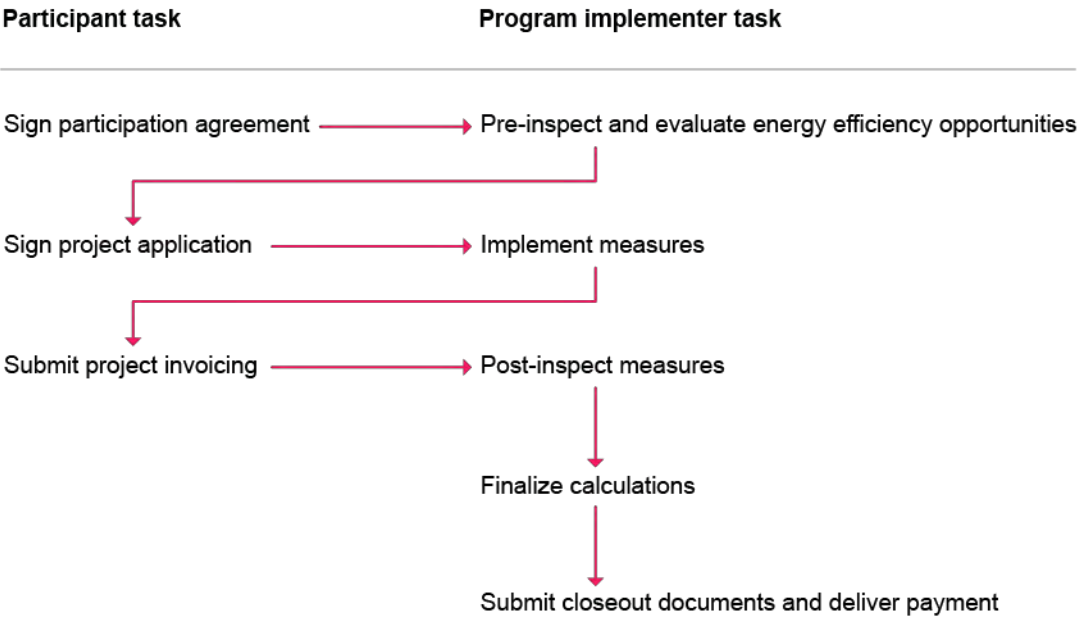 Participant task
Program implementer task
Sign participation agreement
Pre-inspect and evaluate energy efficiency opportunities
Sign project application
Implement measures
Submit project invoicing
Post-inspect measures
Finalize calculations
Submit closeout documents and deliver payment